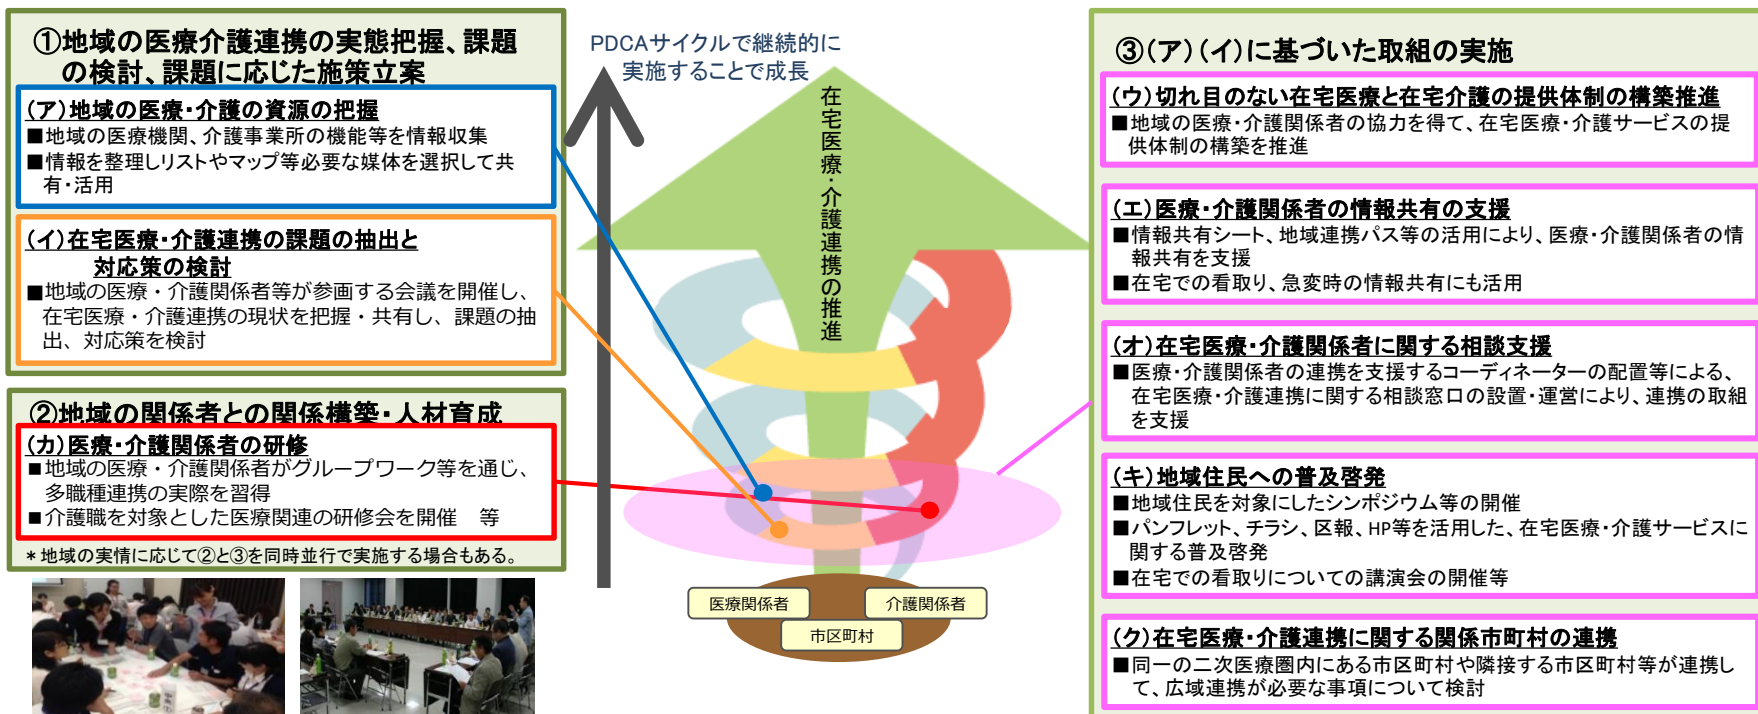 ①地域の医療介護連携の実態把握、課題
の検討、課題に応じた施策立案
(ア)地域の医療・介護の資源の把握
■地域の医療機関、介護事業所の機能等を情報収集
■情報を整理しリストやマップ等必要な媒体を選択して共
有・活用
(イ)在宅医療・介護連携の課題の抽出と
対応策の検討
■地域の医療・介護関係者等が参画する会議を開催し、
在宅医療・介護連携の現状を把握・共有し、課題の抽
出、対応策を検討
②地域の関係者との関係構築・人材育成
(カ)医療・介護関係者の研修
■地域の医療・介護関係者がグループワーク等を通じ、
多職種連携の実際を習得
■介護職を対象とした医療関連の研修会を開催　等
＊地域の実情に応じて②と③を同時並行で実施する場合もある。
PDCAサイクルで継続的に
実施することで成長
在宅医療・介護連携の推進
医療関係者
介護関係者
市区町村
③(ア)(イ)に基づいた取組の実施
(ウ)切れ目のない在宅医療と在宅介護の提供体制の構築推進
■地域の医療・介護関係者の協力を得て、在宅医療・介護サービスの提
供体制の構築を推進
(エ)医療・介護関係者の情報共有の支援
■情報共有シート、地域連携パス等の活用により、医療・介護関係者の情
報共有を支援
■在宅での看取り、急変時の情報共有にも活用
(オ)在宅医療・介護関係者に関する相談支援
■医療・介護関係者の連携を支援するコーディネーターの配置等による、
在宅医療・介護連携に関する相談窓口の設置・運営により、連携の取組
を支援
(キ)地域住民への普及啓発
■地域住民を対象にしたシンポジウム等の開催
■パンフレット、チラシ、区報、HP等を活用した、在宅医療・介護サービスに
関する普及啓発
■在宅での看取りについての講演会の開催等
(ク)在宅医療・介護連携に関する関係市町村の連携
■同一の二次医療圏内にある市区町村や隣接する市区町村等が連携し
て、広域連携が必要な事項について検討